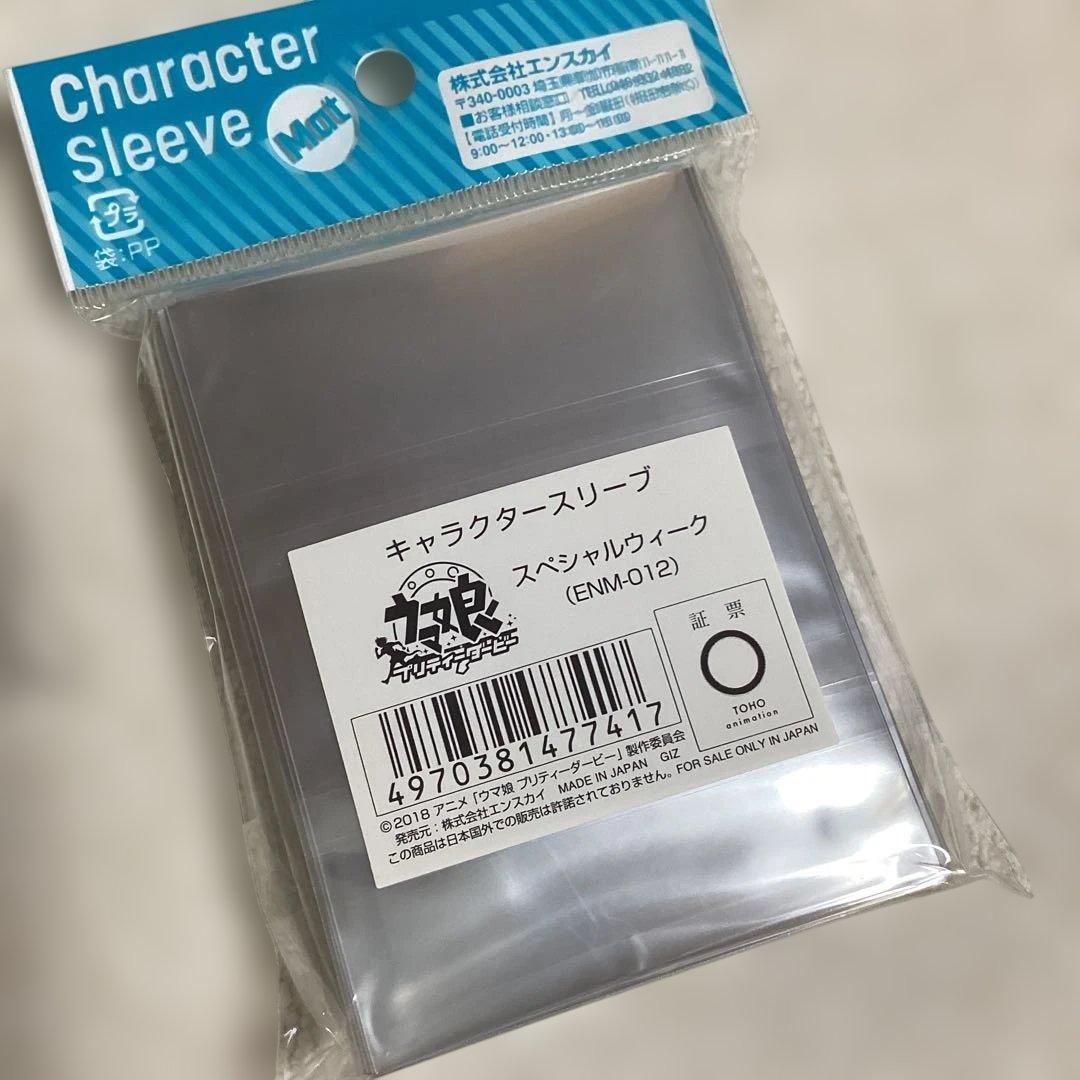 Character
Sleeve
Mat
プラ
袋:PP
株式会社エンスカイ
〒340-0003 埼玉県
■お客様相談窓口
【電話受付時間】月〜金曜日
9:00〜12:00・13:00〜
キャラクタースリーブ
ウマ娘
プリティーダービー
スペシャルウィーク
(ENM-012)
証票
TOHO
animation
4970381477417
©2018 アニメ「ウマ娘 プリティーダービー」製作委員会
発売元:株式会社エンスカイ MADE IN JAPAN GIZ
この商品は日本国外での販売は許諾されておりません。FOR SALE ONLY IN JAPAN